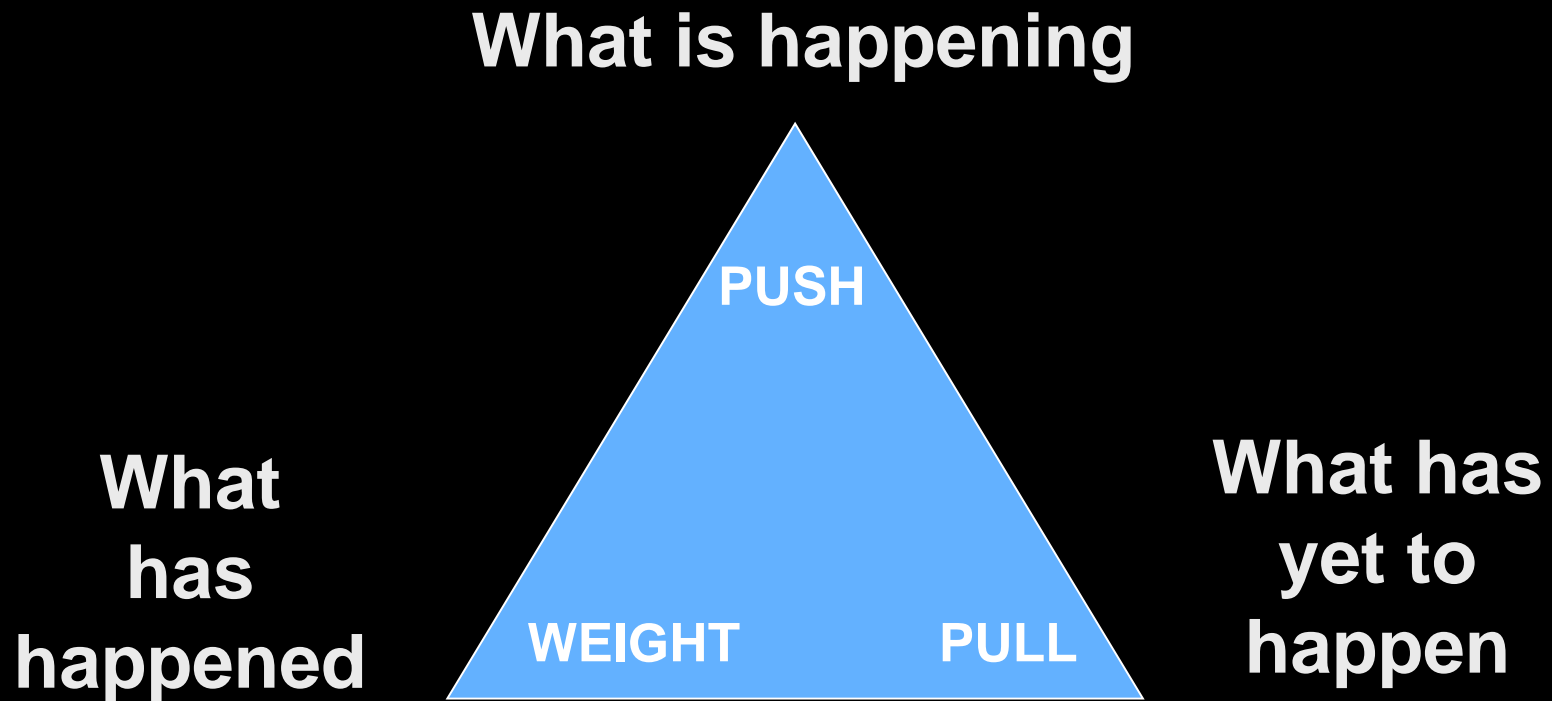 What is happening
PUSH
What
has
happened
WEIGHT
PULL
What has
yet to
happen